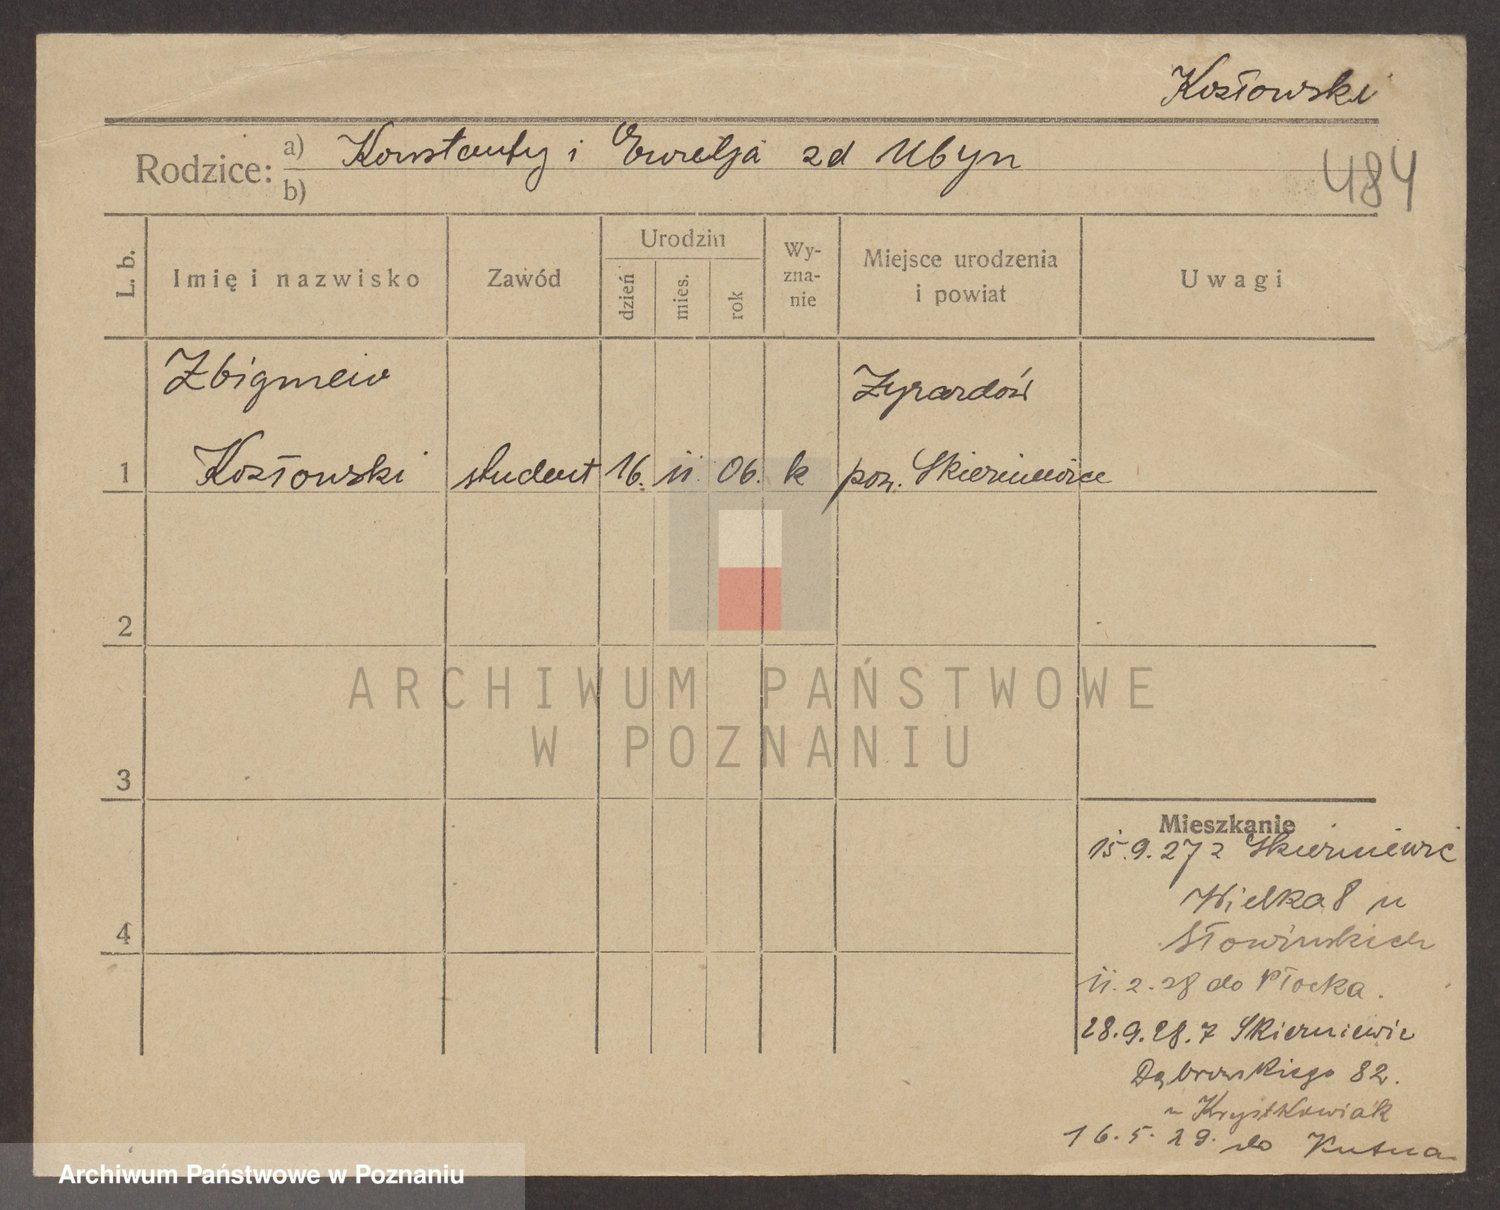 Kozłowski
Rodzice: a) Konstanty i Ewelja zd Ubyn
b)
484
L. b. Imię i nazwisko Zawód Urodzin dzień mies. rok Wy-zna-nie Miejsce urodzenia i powiat Uwagi
Zbigniew Żyrardów
1 Kozłowski student 16. ii. 06. k pow. Skierniewice
2
3
4
Mieszkanie
15.9.27 z Skierniewic
Wielka 8 u
Słowińskich
ii.2.28 do Płocka.
28.9.28. z Skierniewic
Dąbrowskiego 82.
u Krystkowiak
16.5.29. do Kutna
ARCHIWUM PAŃSTWOWE
W POZNANIU
Archiwum Państwowe w Poznaniu